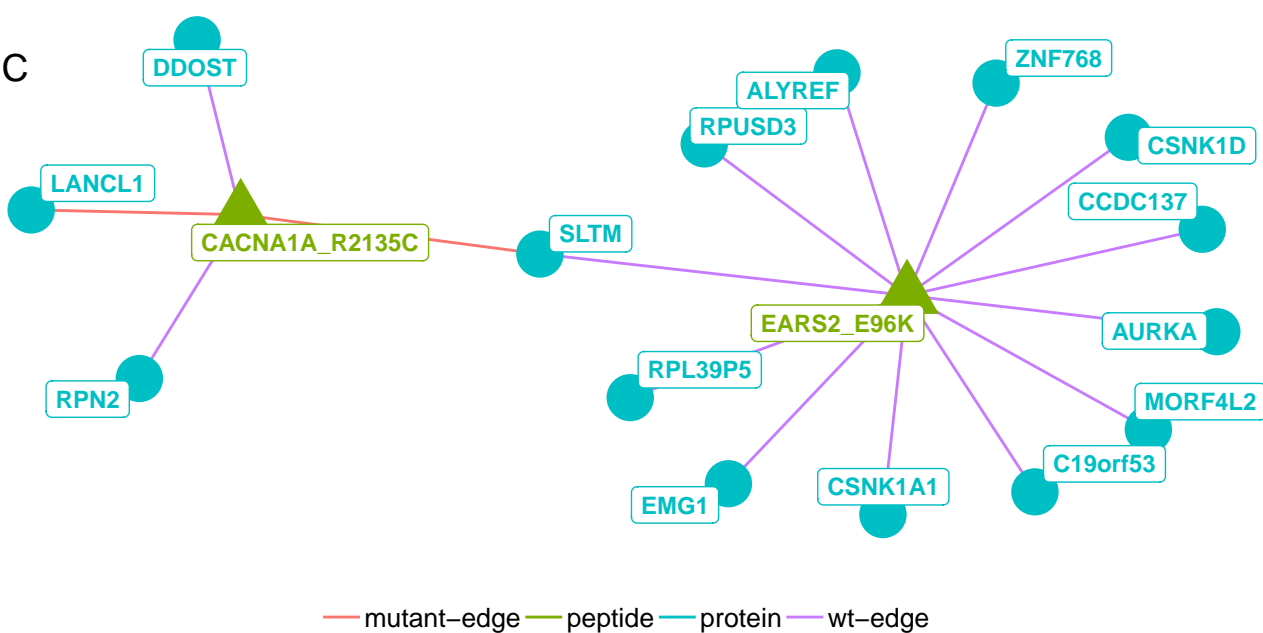 C
DDOST
ZNF768
ALYREF
RPUSD3
CSNK1D
LANCL1
CCDC137
SLTM
CACNA1A_R2135C
EARS2_E96K
AURKA
RPL39P5
RPN2
MORF4L2
C19orf53
CSNK1A1
EMG1
mutant−edge peptide protein wt−edge